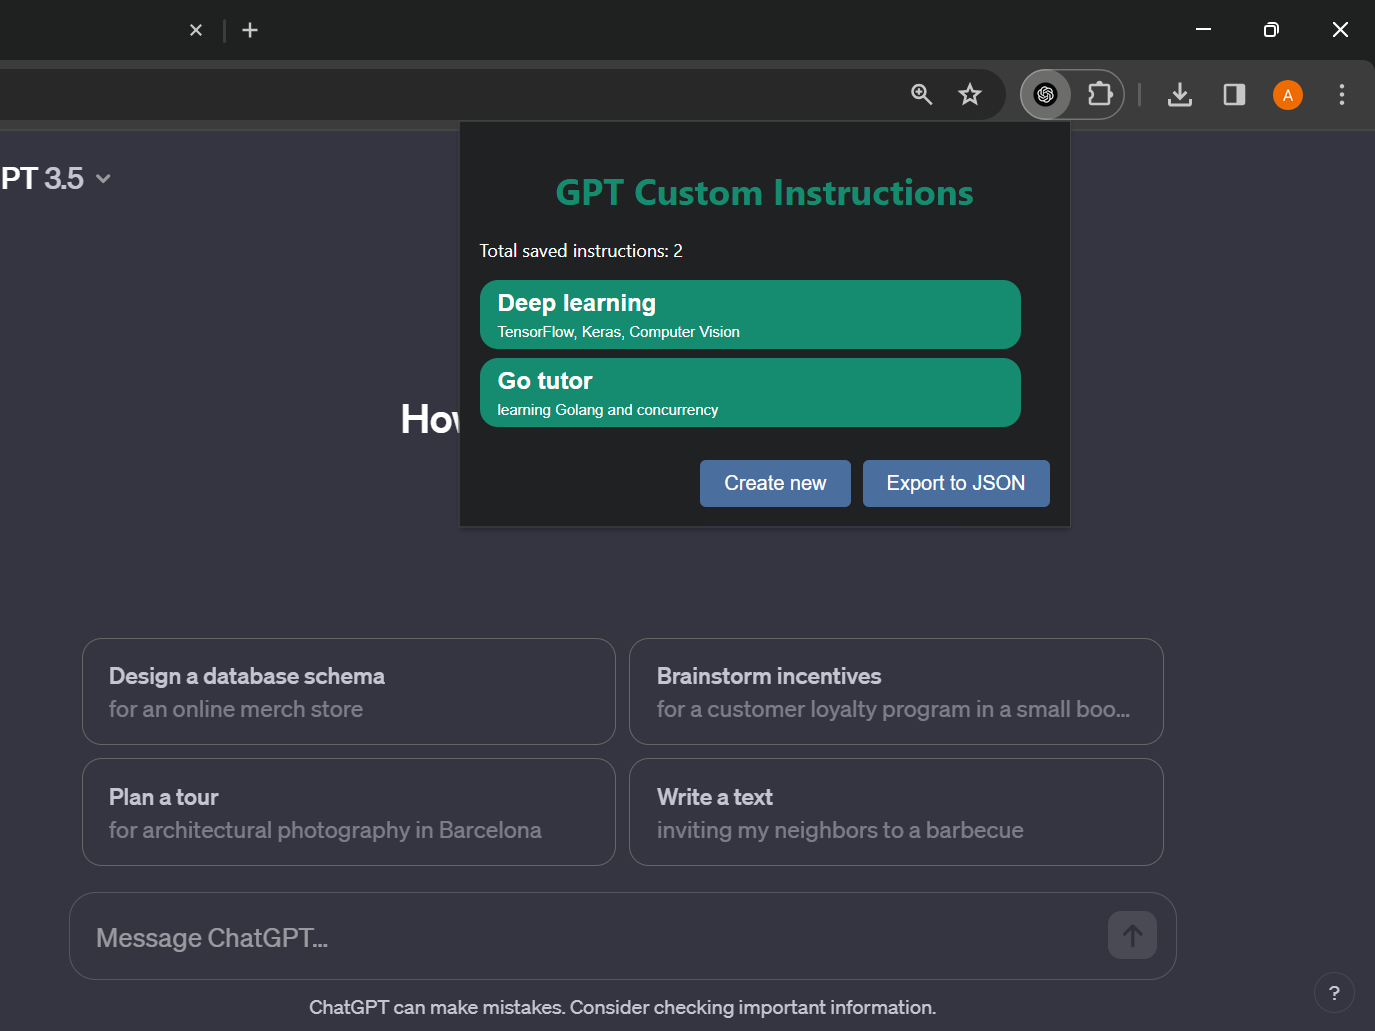 A
PT 3.5
GPT Custom Instructions
Total saved instructions: 2
Deep learning
TensorFlow, Keras, Computer Vision
Go tutor
learning Golang and concurrency
Create new
Export to JSON
Design a database schema
for an online merch store
Brainstorm incentives
for a customer loyalty program in a small boo...
Plan a tour
for architectural photography in Barcelona
Write a text
inviting my neighbors to a barbecue
Message ChatGPT...
ChatGPT can make mistakes. Consider checking important information.
?